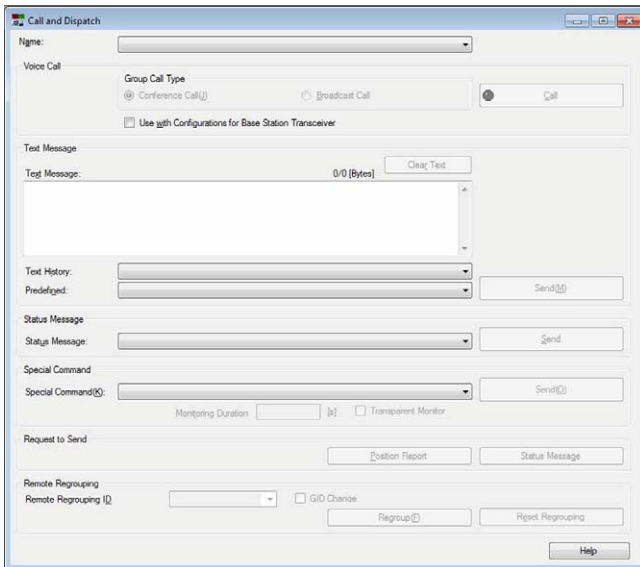 Call and Dispatch
Name:
Voice Call
Group Call Type
Conference Call(J)
Broadcast Call
Call
Use with Configurations for Base Station Transceiver
Text Message
Text Message:
0/0 [Bytes]
Clear Text
Text History:
Predefined:
Send(M)
Status Message
Status Message:
Send
Special Command
Special Command(K):
Send(O)
Monitoring Duration
[s]
Transparent Monitor
Request to Send
Position Report
Status Message
Remote Regrouping
Remote Regrouping ID
GID Change
Regroup(F)
Reset Regrouping
Help